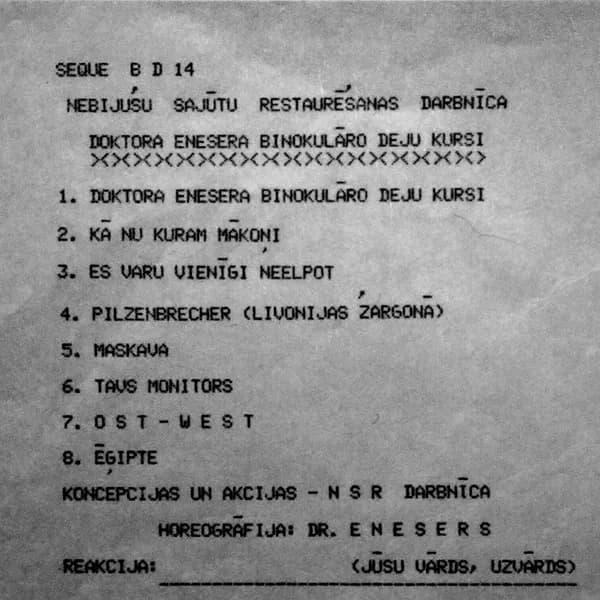 SEQUE B D 14
NEBIJUŠU SAJŪTU RESTAURĒŠANAS DARBNĪCA
DOKTORA ENESERA BINOKULĀRO DEJU KURSI
><><><><><><><><><><><><><><><><><><>
1. DOKTORA ENESERA BINOKULĀRO DEJU KURSI
2. KĀ NU KURAM MĀKOŅI
3. ES VARU VIENĪGI NEELPOT
4. PILZENBRECHER (LIVONIJAS ŽARGONĀ)
5. MASKAVA
6. TAVS MONITORS
7. O S T - W E S T
8. ĒĢIPTE
KONCEPCIJAS UN AKCIJAS - N S R DARBNĪCA
HOREOGRĀFIJA: DR. E N E S E R S
REAKCIJA: (JŪSU VĀRDS, UZVĀRDS)